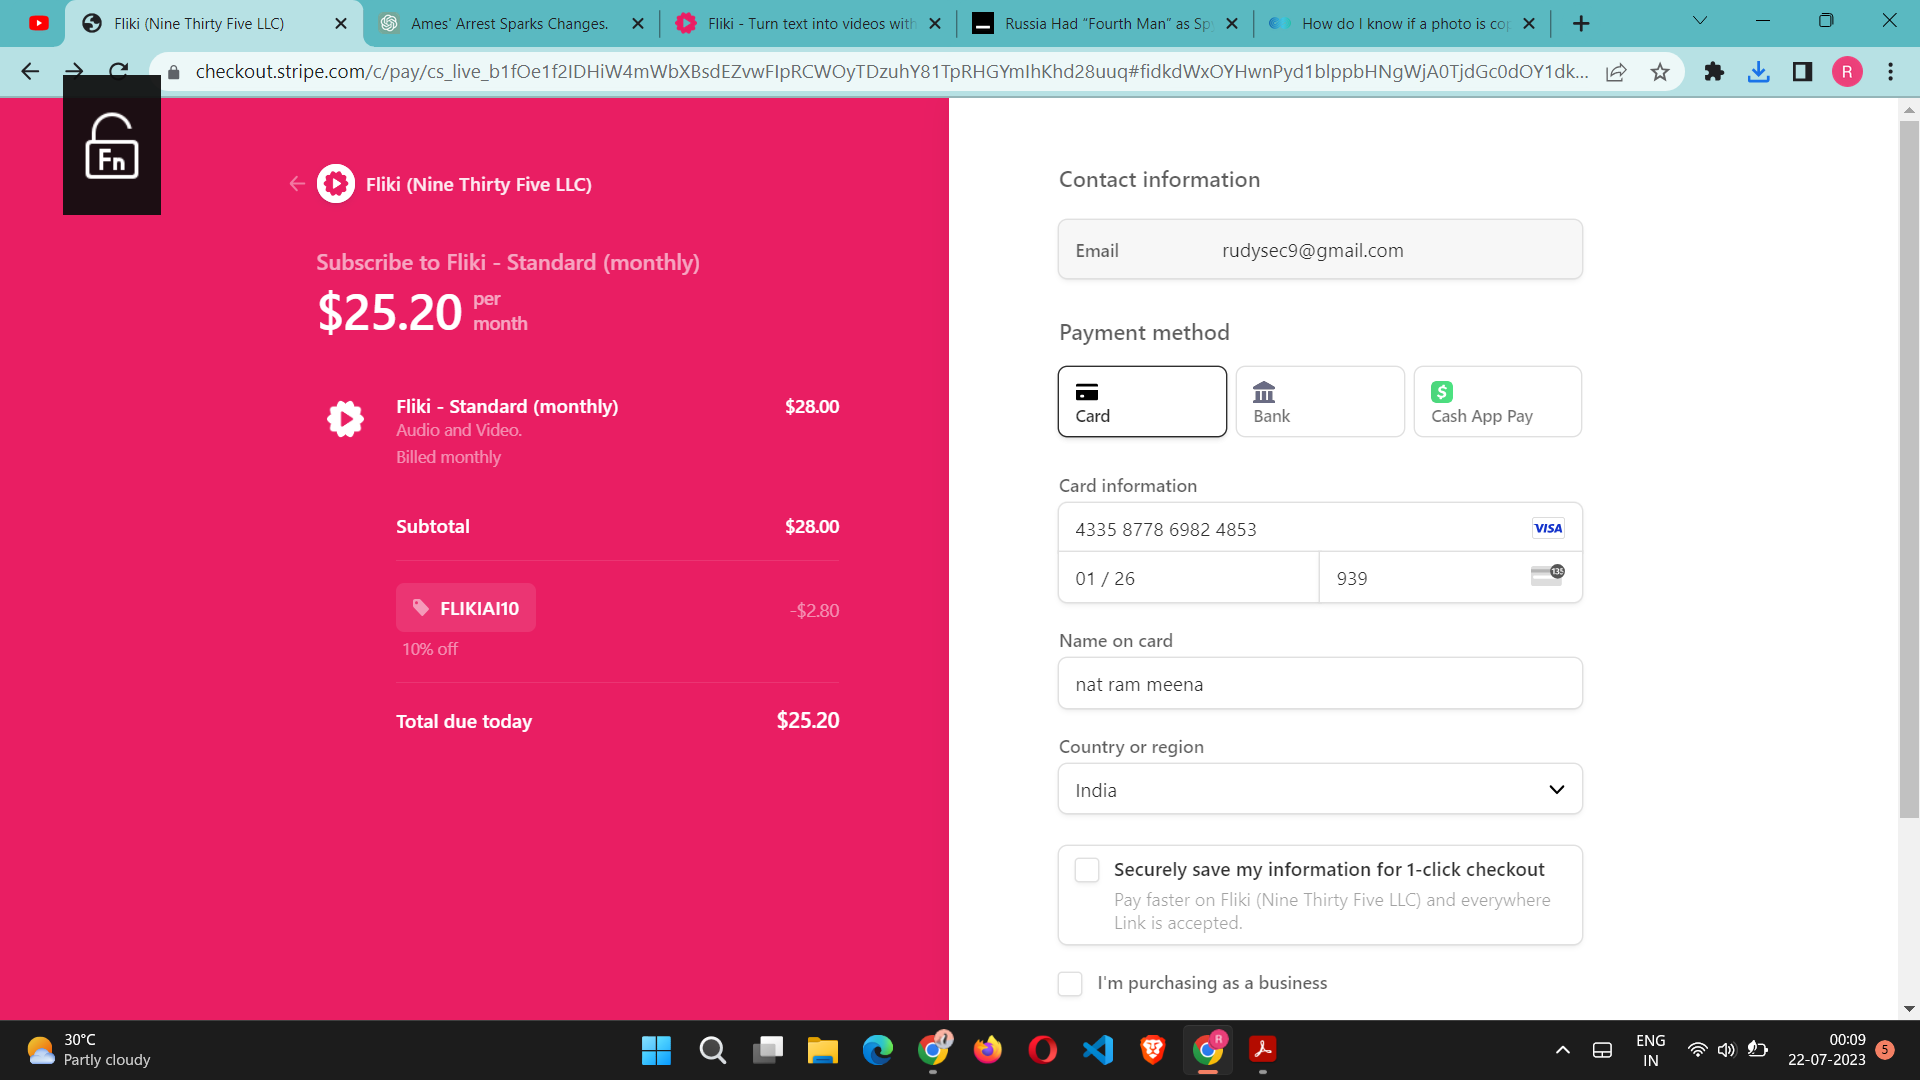 Fliki (Nine Thirty Five LLC)
Ames' Arrest Sparks Changes.
Fliki - Turn text into videos with
Russia Had “Fourth Man” as Spy
How do I know if a photo is cop
checkout.stripe.com/c/pay/cs_live_b1fOe1f2IDHiW4mWbXBsdEZvwFIpRCWOyTDzuhY81TpRHGYmIhKhd28uuq#fidkdWxOYHwnPyd1blppbHNgWjA0TjdGc0dOY1dk...
R
Fn
Fliki (Nine Thirty Five LLC)
Subscribe to Fliki - Standard (monthly)
$25.20 per
month
Fliki - Standard (monthly) $28.00
Audio and Video.
Billed monthly
Subtotal $28.00
FLIKIAI10 -$2.80
10% off
Total due today $25.20
Contact information
Email rudysec9@gmail.com
Payment method
Card
Bank
Cash App Pay
Card information
4335 8778 6982 4853 VISA
01 / 26 939 135
Name on card
nat ram meena
Country or region
India
Securely save my information for 1-click checkout
Pay faster on Fliki (Nine Thirty Five LLC) and everywhere
Link is accepted.
I'm purchasing as a business
30°C
Partly cloudy
R
ENG
IN
00:09
22-07-2023
5